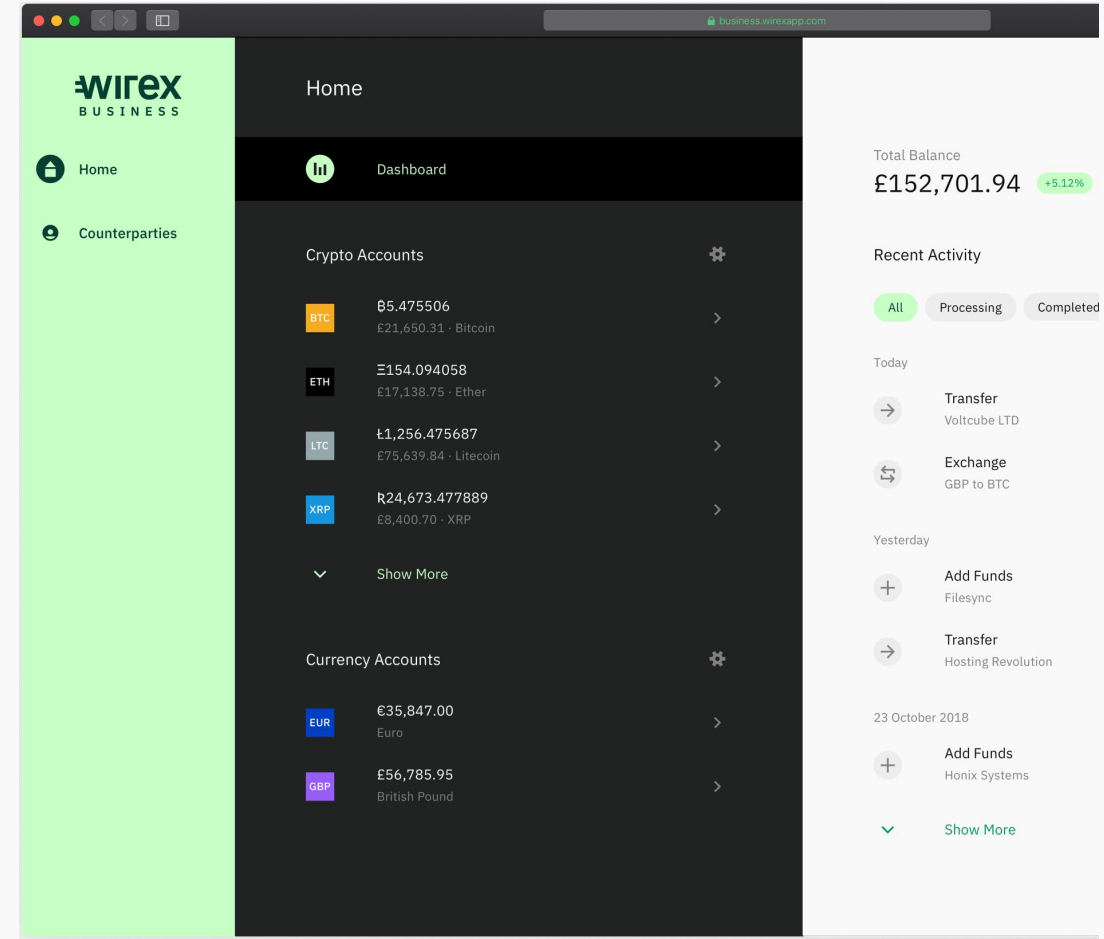 business.wirexapp.com
wirex
BUSINESS
Home
Counterparties
Home
Dashboard
Crypto Accounts
BTC
₿5.475506
£21,650.31 · Bitcoin
ETH
Ξ154.094058
£17,138.75 · Ether
LTC
Ł1,256.475687
£75,639.84 · Litecoin
XRP
Ʀ24,673.477889
£8,400.70 · XRP
Show More
Currency Accounts
EUR
€35,847.00
Euro
GBP
£56,785.95
British Pound
Total Balance
£152,701.94 +5.12%
Recent Activity
All Processing Completed
Today
Transfer
Voltcube LTD
Exchange
GBP to BTC
Yesterday
Add Funds
Filesync
Transfer
Hosting Revolution
23 October 2018
Add Funds
Honix Systems
Show More